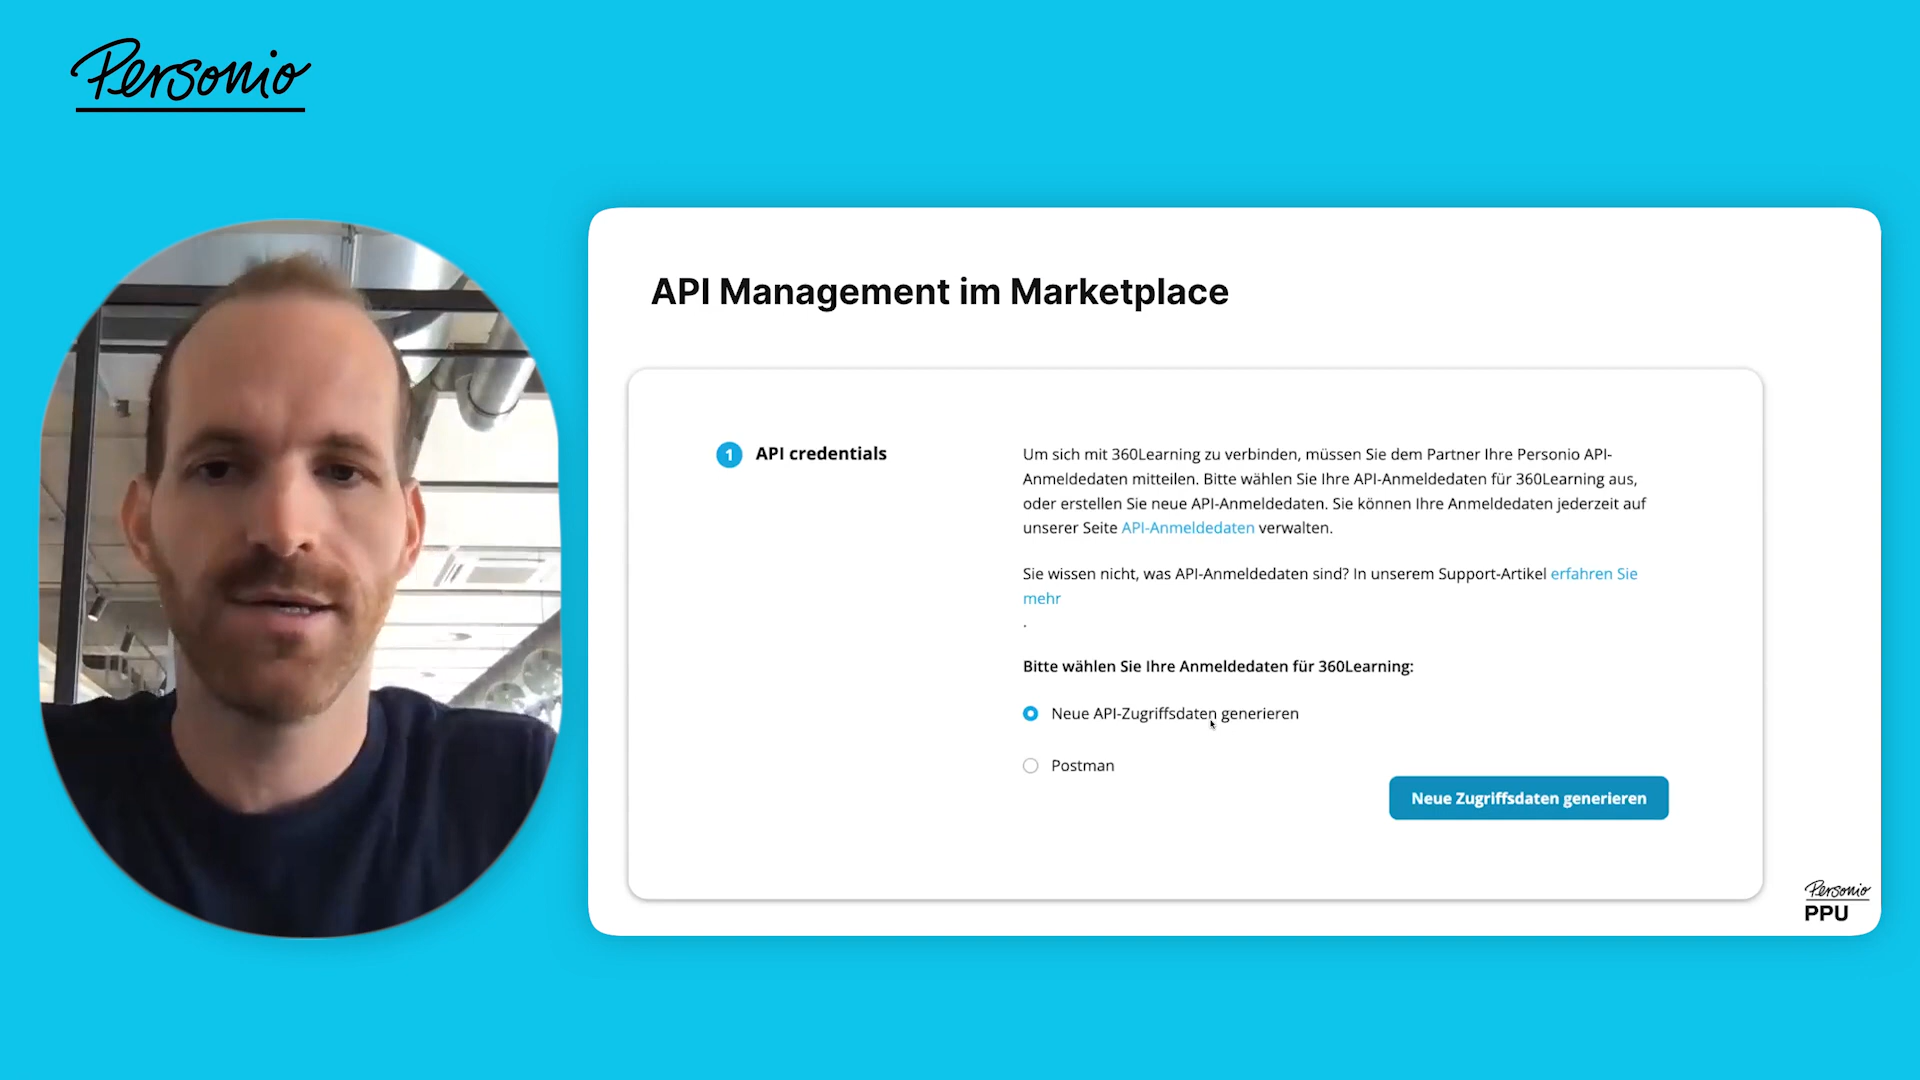 Personio
API Management im Marketplace
1 API credentials
Um sich mit 360Learning zu verbinden, müssen Sie dem Partner Ihre Personio API-
Anmeldedaten mitteilen. Bitte wählen Sie Ihre API-Anmeldedaten für 360Learning aus,
oder erstellen Sie neue API-Anmeldedaten. Sie können Ihre Anmeldedaten jederzeit auf
unserer Seite API-Anmeldedaten verwalten.
Sie wissen nicht, was API-Anmeldedaten sind? In unserem Support-Artikel erfahren Sie
mehr
.
Bitte wählen Sie Ihre Anmeldedaten für 360Learning:
Neue API-Zugriffsdaten generieren
Postman
Neue Zugriffsdaten generieren
Personio
PPU